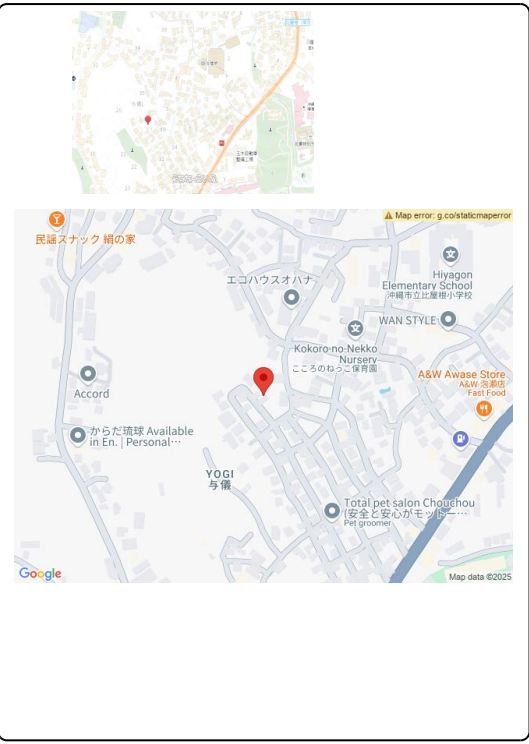 Map error: g.co/staticmaperror
民謡スナック 絹の家
Hiyagon
Elementary School
沖縄市立比屋根小学校
エコハウスオハナ
WAN STYLE
Kokoro-no-Nekko
Nursery
こころのねっこ保育園
A&W Awase Store
A&W 泡瀬店
Fast Food
Accord
からだ琉球 Available
in En. | Personal…
YOGI
与儀
Total pet salon Chouchou
(安全と安心がモットー…
Pet groomer
Google
Map data ©2025